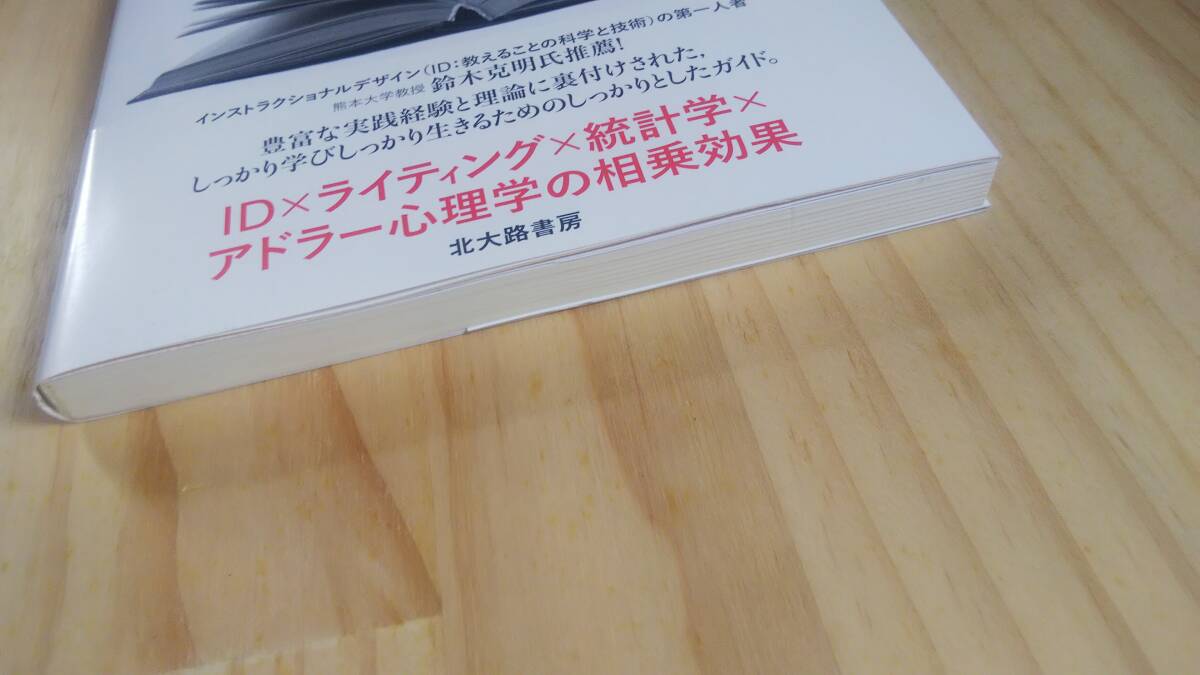 インストラクショナルデザイン（ID：教えることの科学と技術）の第一人者
熊本大学教授 鈴木克明氏推薦！
豊富な実践経験と理論に裏付けされた，
しっかり学びしっかり生きるためのしっかりとしたガイド。
ID×ライティング×統計学×
アドラー心理学の相乗効果
北大路書房